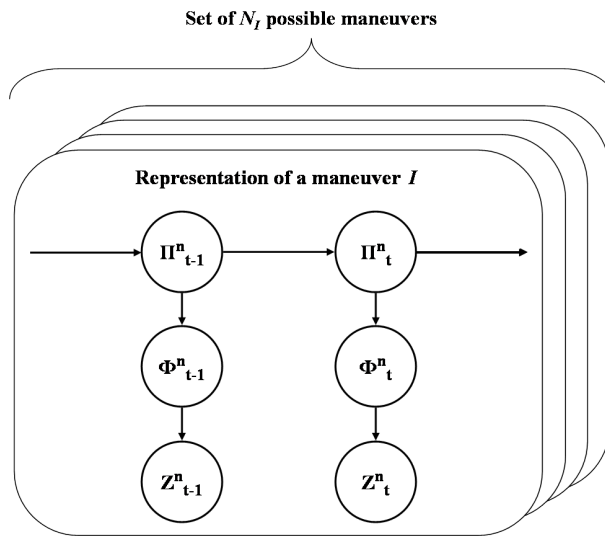 Set of N_I possible maneuvers
Representation of a maneuver I
Π^n_t-1 Π^n_t
Φ^n_t-1 Φ^n_t
Z^n_t-1 Z^n_t